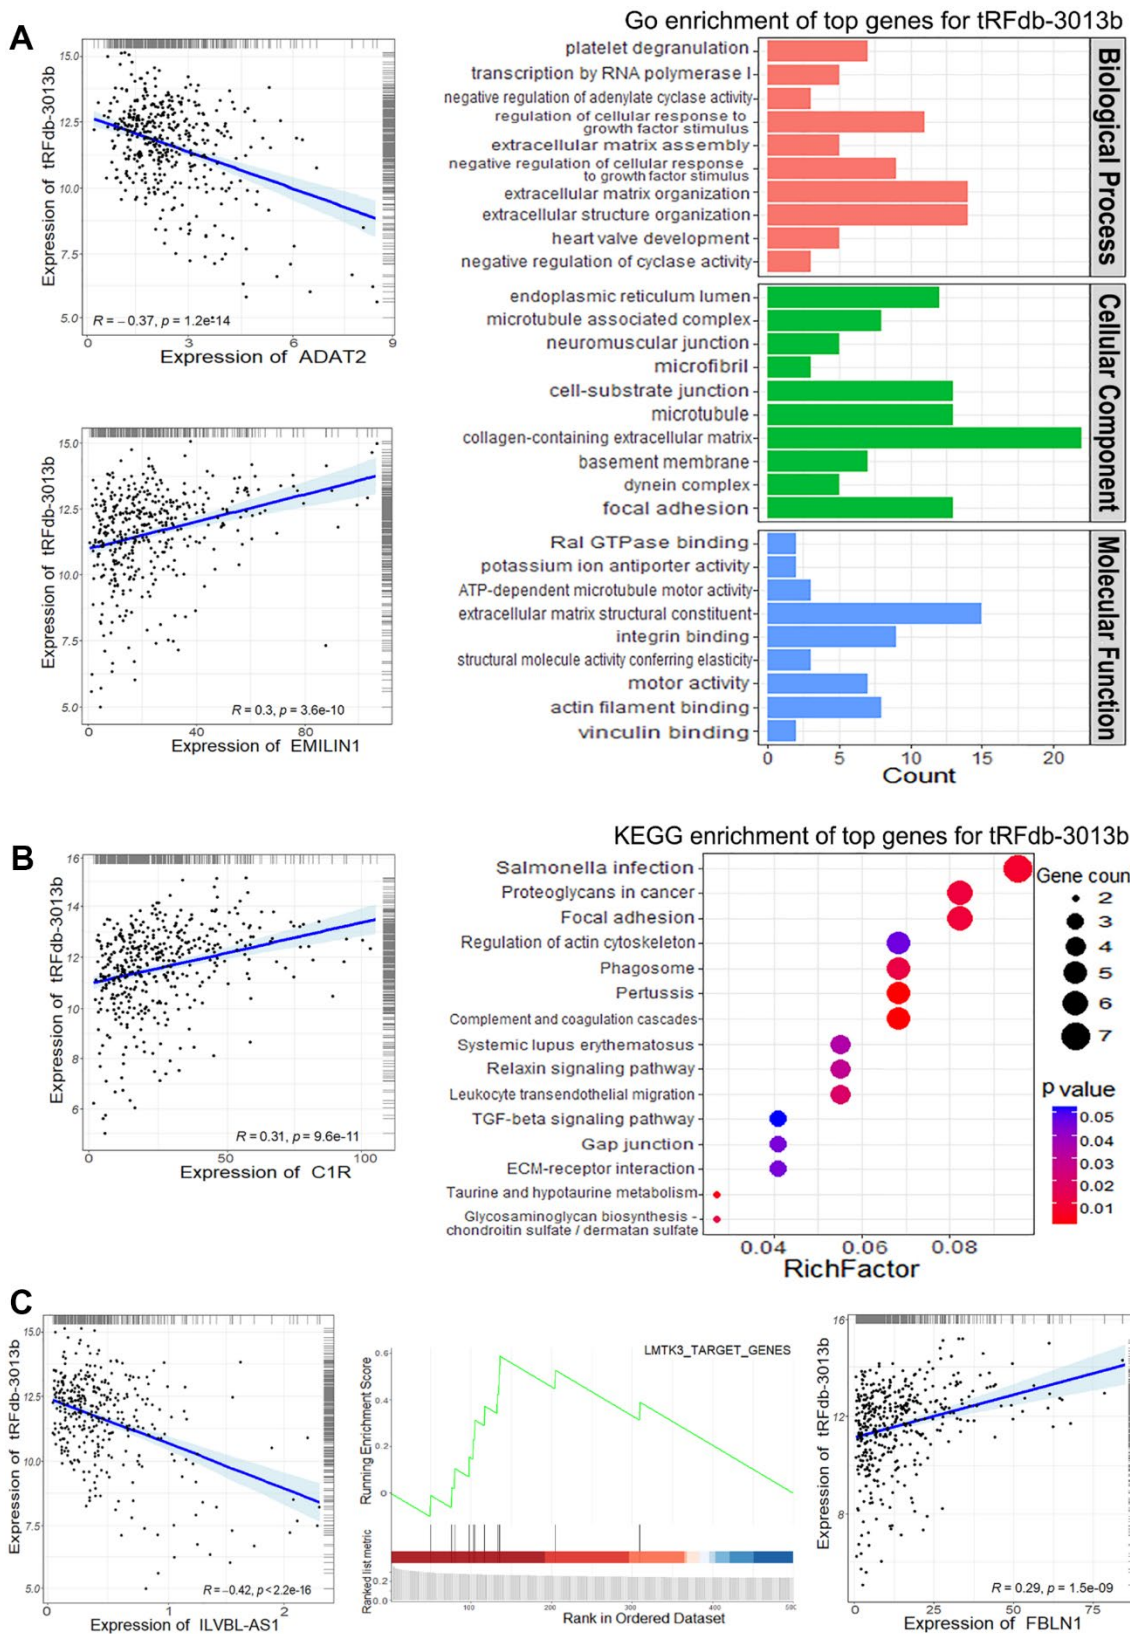 A
15.0
12.5
10.0
7.5
5.0
Expression of tRFdb-3013b
R = −0.37, p = 1.2e-14
0 3 6 9
Expression of ADAT2
15.0
12.5
10.0
7.5
5.0
Expression of tRFdb-3013b
R = 0.3, p = 3.6e-10
0 40 80
Expression of EMILIN1
Go enrichment of top genes for tRFdb-3013b
platelet degranulation
transcription by RNA polymerase I
negative regulation of adenylate cyclase activity
regulation of cellular response to
growth factor stimulus
extracellular matrix assembly
negative regulation of cellular response
to growth factor stimulus
extracellular matrix organization
extracellular structure organization
heart valve development
negative regulation of cyclase activity
Biological Process
endoplasmic reticulum lumen
microtubule associated complex
neuromuscular junction
microfibril
cell-substrate junction
microtubule
collagen-containing extracellular matrix
basement membrane
dynein complex
focal adhesion
Cellular Component
Ral GTPase binding
potassium ion antiporter activity
ATP-dependent microtubule motor activity
extracellular matrix structural constituent
integrin binding
structural molecule activity conferring elasticity
motor activity
actin filament binding
vinculin binding
Molecular Function
0 5 10 15 20
Count
B
16
14
12
10
8
6
Expression of tRFdb-3013b
R = 0.31, p = 9.6e-11
0 50 100
Expression of C1R
KEGG enrichment of top genes for tRFdb-3013b
Salmonella infection
Proteoglycans in cancer
Focal adhesion
Regulation of actin cytoskeleton
Phagosome
Pertussis
Complement and coagulation cascades
Systemic lupus erythematosus
Relaxin signaling pathway
Leukocyte transendothelial migration
TGF-beta signaling pathway
Gap junction
ECM-receptor interaction
Taurine and hypotaurine metabolism
Glycosaminoglycan biosynthesis -
chondroitin sulfate / dermatan sulfate
0.04 0.06 0.08
RichFactor
Gene coun
2
3
4
5
6
7
p value
0.05
0.04
0.03
0.02
0.01
C
15.0
12.5
10.0
7.5
5.0
Expression of tRFdb-3013b
R = −0.42, p < 2.2e-16
0 1 2
Expression of ILVBL-AS1
LMTK3_TARGET_GENES
0.6
0.4
0.2
0
Running Enrichment Score
Ranked list metric
0.2
0.0
100 200 300 400 500
Rank in Ordered Dataset
16
12
8
Expression of tRFdb-3013b
R = 0.29, p = 1.5e-09
0 25 50 75
Expression of FBLN1